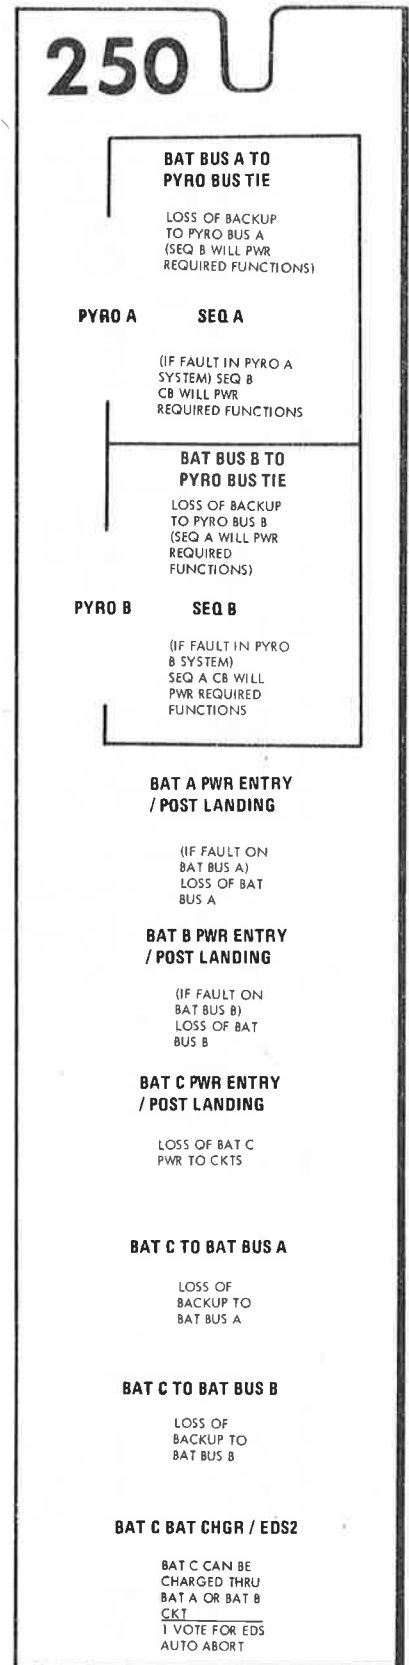 250
BAT BUS A TO
PYRO BUS TIE
LOSS OF BACKUP
TO PYRO BUS A
(SEQ B WILL PWR
REQUIRED FUNCTIONS)
PYRO A SEQ A
(IF FAULT IN PYRO A
SYSTEM) SEQ B
CB WILL PWR
REQUIRED FUNCTIONS
BAT BUS B TO
PYRO BUS TIE
LOSS OF BACKUP
TO PYRO BUS B
(SEQ A WILL PWR
REQUIRED
FUNCTIONS)
PYRO B SEQ B
(IF FAULT IN PYRO
B SYSTEM)
SEQ A CB WILL
PWR REQUIRED
FUNCTIONS
BAT A PWR ENTRY
/ POST LANDING
(IF FAULT ON
BAT BUS A)
LOSS OF BAT
BUS A
BAT B PWR ENTRY
/ POST LANDING
(IF FAULT ON
BAT BUS B)
LOSS OF BAT
BUS B
BAT C PWR ENTRY
/ POST LANDING
LOSS OF BAT C
PWR TO CKTS
BAT C TO BAT BUS A
LOSS OF
BACKUP TO
BAT BUS A
BAT C TO BAT BUS B
LOSS OF
BACKUP TO
BAT BUS B
BAT C BAT CHGR / EDS2
BAT C CAN BE
CHARGED THRU
BAT A OR BAT B
CKT
1 VOTE FOR EDS
AUTO ABORT